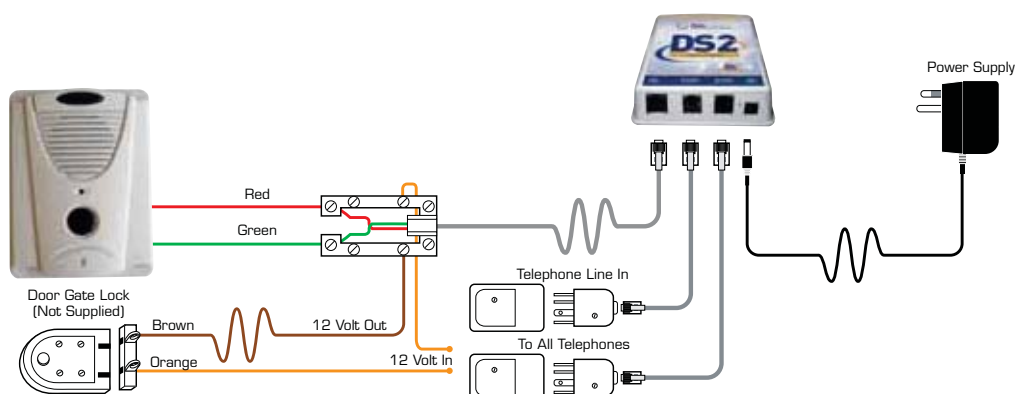 DS2
Power Supply
Red
Green
Telephone Line In
Door Gate Lock
(Not Supplied)
Brown
12 Volt Out
To All Telephones
Orange
12 Volt In